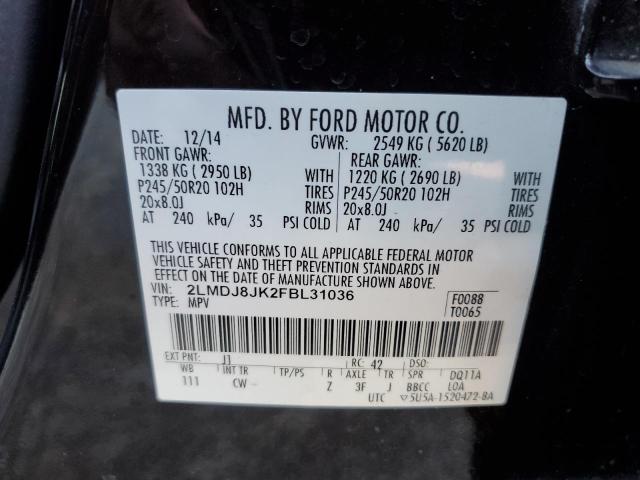 MFD. BY FORD MOTOR CO.
DATE: 12/14 GVWR: 2549 KG ( 5620 LB)
FRONT GAWR: REAR GAWR:
1338 KG ( 2950 LB) WITH 1220 KG ( 2690 LB) WITH
P245/50R20 102H TIRES P245/50R20 102H TIRES
20x8.0J RIMS 20x8.0J RIMS
AT 240 kPa/ 35 PSI COLD AT 240 kPa/ 35 PSI COLD
THIS VEHICLE CONFORMS TO ALL APPLICABLE FEDERAL MOTOR
VEHICLE SAFETY AND THEFT PREVENTION STANDARDS IN
EFFECT ON THE DATE OF MANUFACTURE SHOWN ABOVE.
VIN: 2LMDJ8JK2FBL31036 F0088
TYPE: MPV T0065
EXT PNT: J1 RC: 42 DSO:
WB INT TR TP/PS R AXLE TR SPR DQ11A
111 CW Z 3F J BBCC LOA
UTC ▽5U5A-1520472-BA